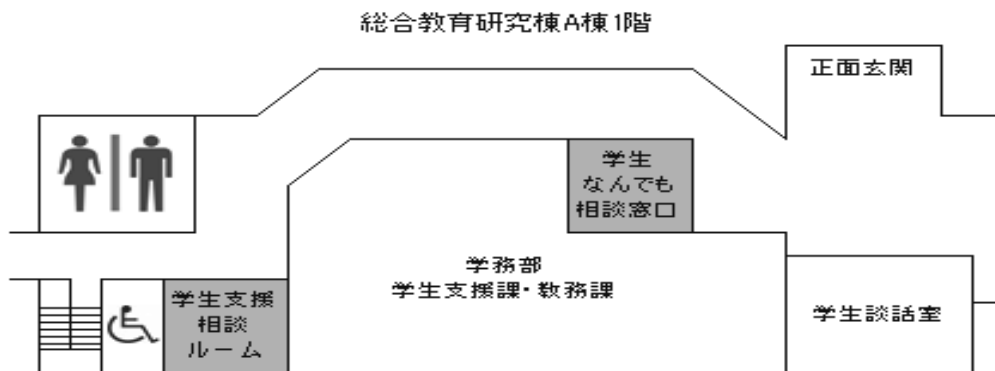 総合教育研究棟A棟1階
正面玄関
学生
なんでも
相談窓口
学務部
学生支援課・教務課
学生支援
相談
ルーム
学生談話室